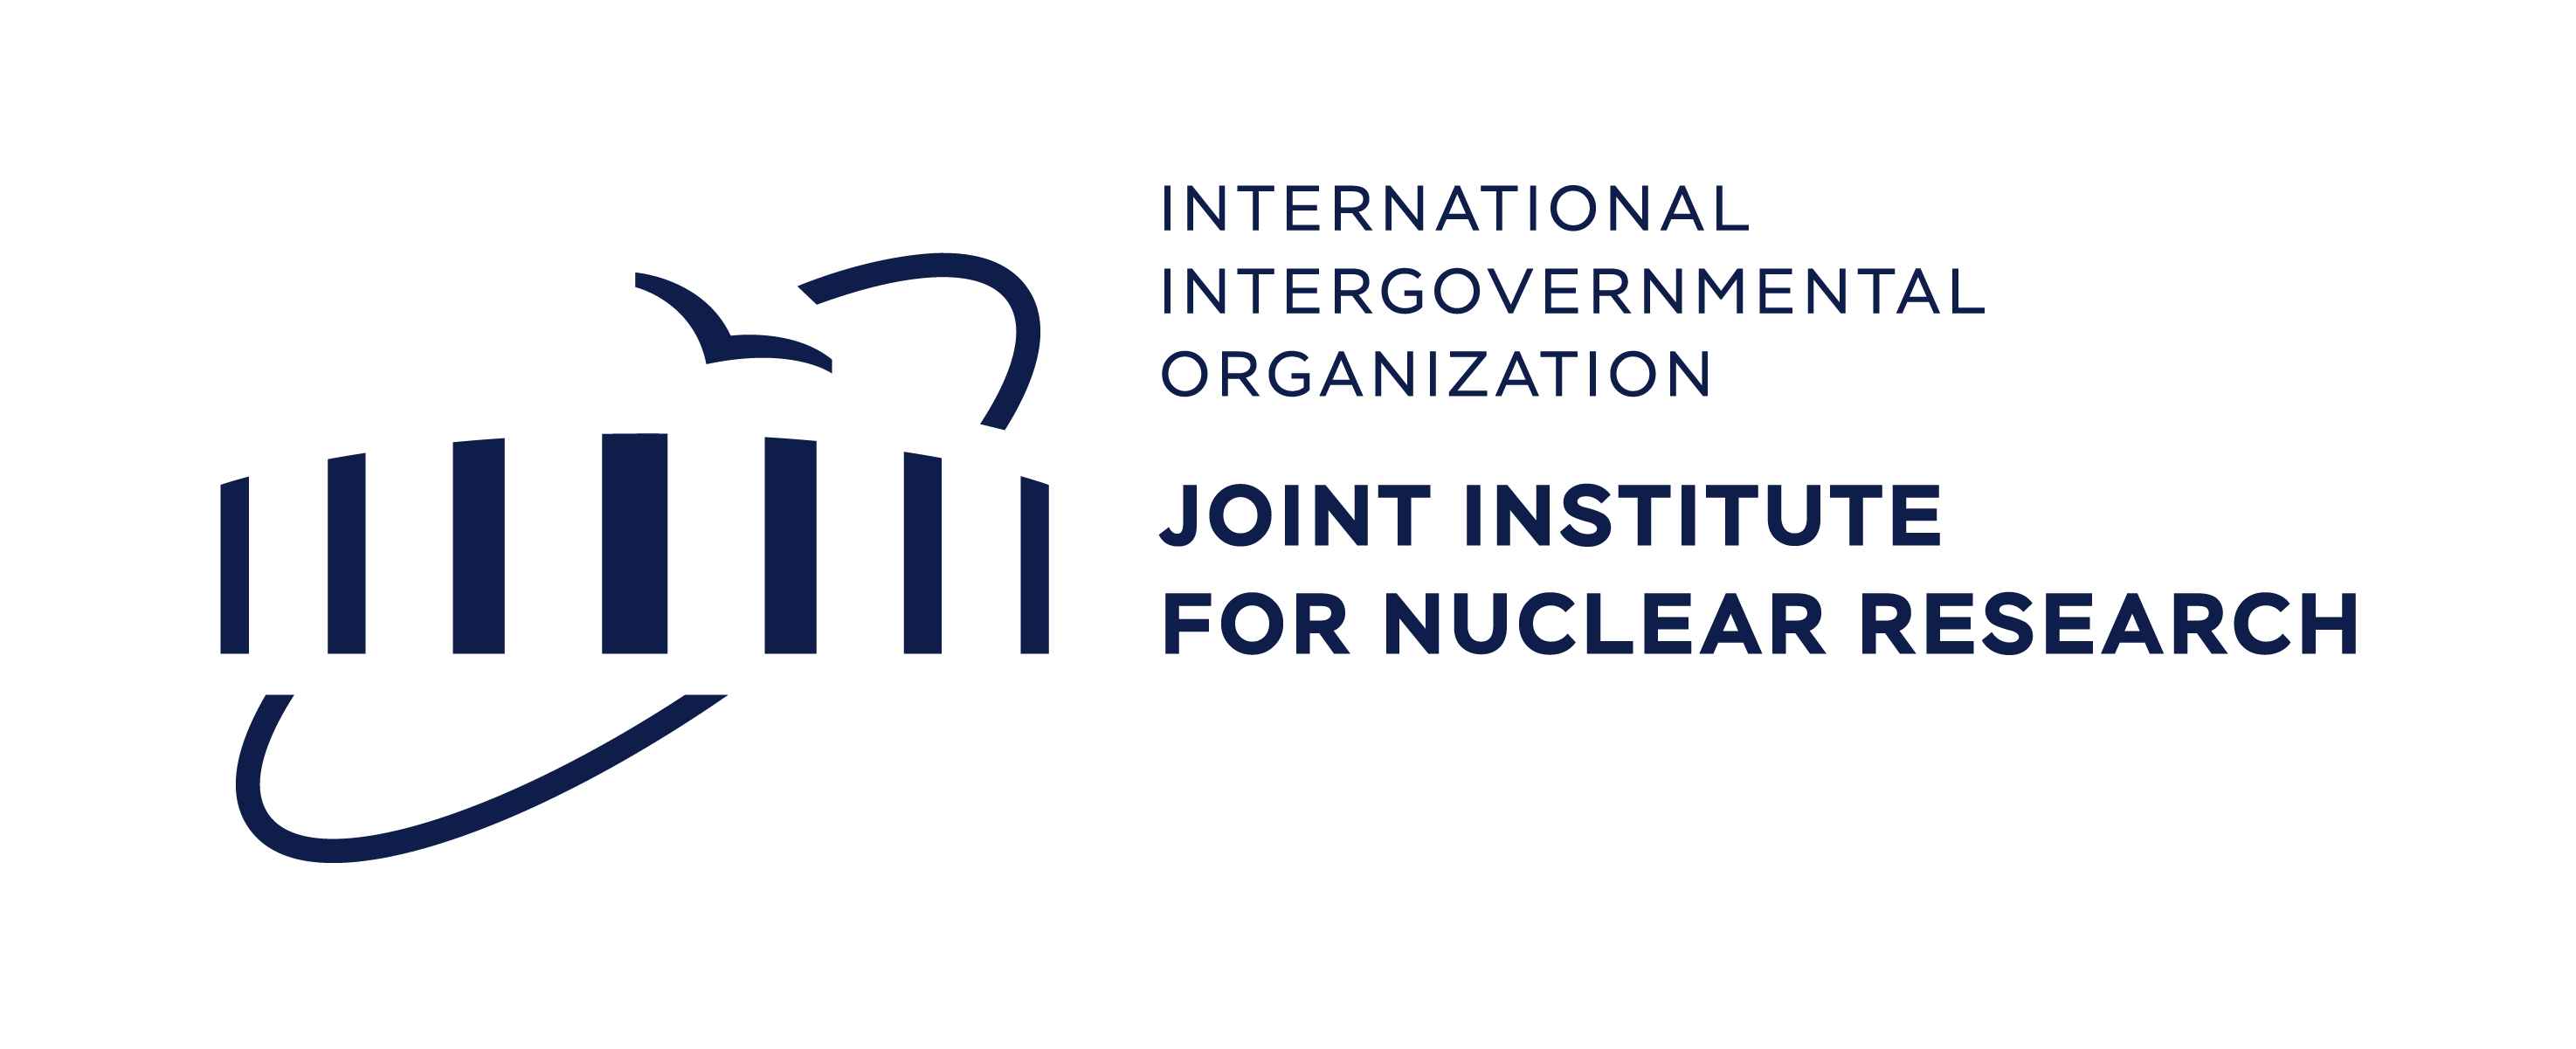 INTERNATIONAL
INTERGOVERNMENTAL
ORGANIZATION
JOINT INSTITUTE
FOR NUCLEAR RESEARCH